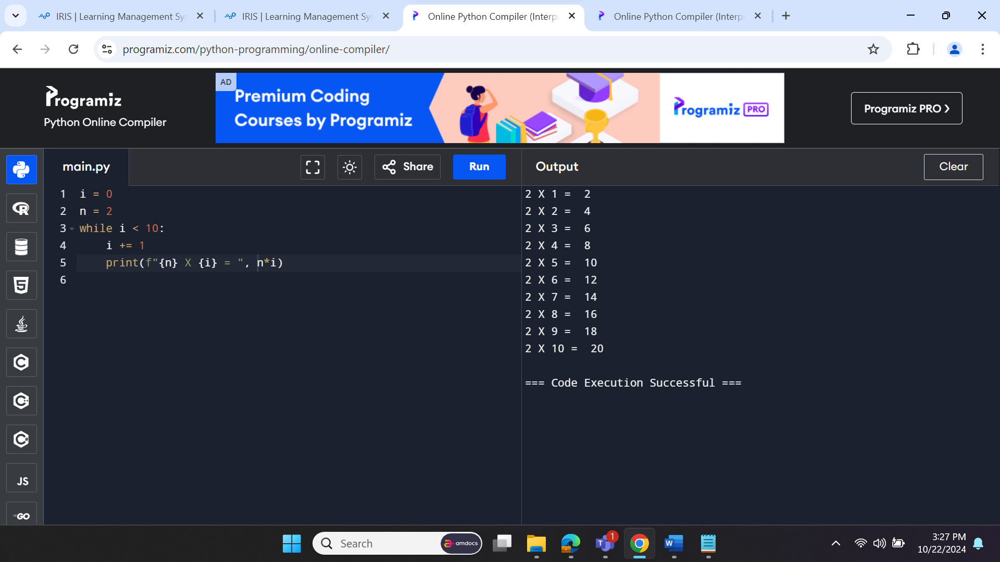 IRIS | Learning Management Sys
IRIS | Learning Management Sys
Online Python Compiler (Interp
Online Python Compiler (Interp
programiz.com/python-programming/online-compiler/
Programiz
Python Online Compiler
AD
Premium Coding
Courses by Programiz
Programiz PRO
Programiz PRO ❯
main.py
Share
Run
Output
Clear
1 i = 0
2 n = 2
3 while i < 10:
4     i += 1
5     print(f"{n} X {i} = ", n*i)
6
2 X 1 =  2
2 X 2 =  4
2 X 3 =  6
2 X 4 =  8
2 X 5 =  10
2 X 6 =  12
2 X 7 =  14
2 X 8 =  16
2 X 9 =  18
2 X 10 =  20
=== Code Execution Successful ===
R
5
C
C++
C#
JS
GO
Search
amdocs
T
1
W
3:27 PM
10/22/2024